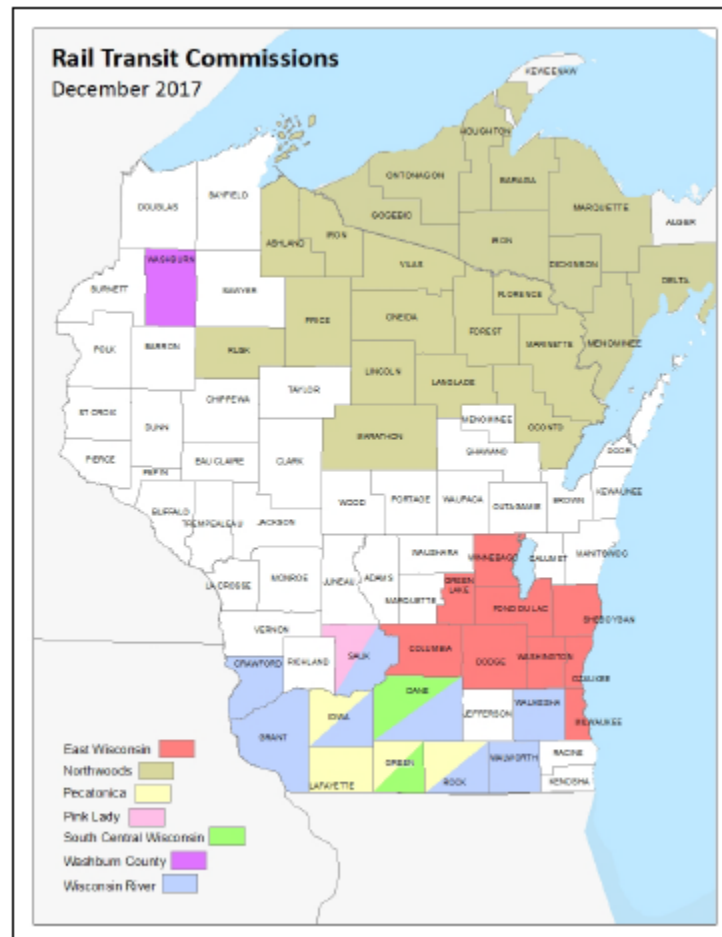 Rail Transit Commissions
December 2017
KEWEENAW
HOUGHTON
ONTONAGON
BARAGA
GOGEBIC
MARQUETTE
ALGER
DOUGLAS
BAYFIELD
ASHLAND
IRON
IRON
DICKINSON
DELTA
WASHBURN
BURNETT
SAWYER
VILAS
FLORENCE
PRICE
ONEIDA
FOREST
MARINETTE
MENOMINEE
POLK
BARRON
RUSK
LINCOLN
LANGLADE
TAYLOR
CHIPPEWA
ST CROIX
DUNN
MENOMINEE
OCONTO
MARATHON
SHAWANO
DOOR
PIERCE
PEPIN
EAU CLAIRE
CLARK
KEWAUNEE
BUFFALO
TREMPEALEAU
JACKSON
WOOD
PORTAGE
WAUPACA
OUTAGAMIE
BROWN
WAUSHARA
WINNEBAGO
CALUMET
MANITOWOC
LA CROSSE
MONROE
JUNEAU
ADAMS
MARQUETTE
GREEN
LAKE
FOND DU LAC
SHEBOYGAN
VERNON
CRAWFORD
RICHLAND
SAUK
COLUMBIA
DODGE
WASHINGTON
OZAUKEE
DANE
IOWA
GRANT
JEFFERSON
WAUKESHA
MILWAUKEE
LAFAYETTE
GREEN
ROCK
WALWORTH
RACINE
KENOSHA
East Wisconsin
Northwoods
Pecatonica
Pink Lady
South Central Wisconsin
Washburn County
Wisconsin River